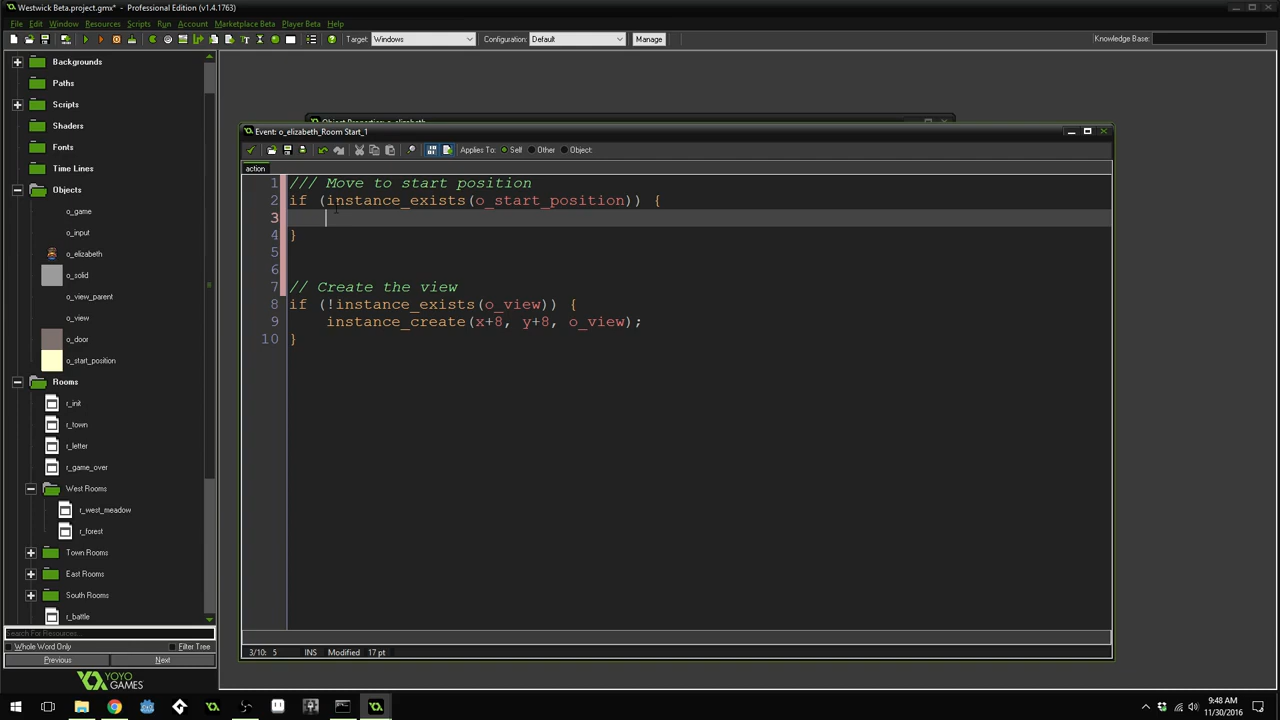 Westwick Beta.project.gmx* - Professional Edition (v1.4.1763)
File Edit Window Resources Scripts Run Account Marketplace Beta Player Beta Help
Target: Windows Configuration: Default Manage Knowledge Base:
Backgrounds
Paths
Scripts
Shaders
Fonts
Time Lines
Objects
o_game
o_input
o_elizabeth
o_solid
o_view_parent
o_view
o_door
o_start_position
Rooms
r_init
r_town
r_letter
r_game_over
West Rooms
r_west_meadow
r_forest
Town Rooms
East Rooms
South Rooms
r_battle
Search For Resources...
Whole Word Only Filter Tree
Previous Next
YOYO
GAMES
Object Properties: o_elizabeth
Event: o_elizabeth_Room Start_1
Applies To: Self Other Object:
action
1 /// Move to start position
2 if (instance_exists(o_start_position)) {
3
4 }
5
6
7 // Create the view
8 if (!instance_exists(o_view)) {
9 instance_create(x+8, y+8, o_view);
10 }
3/10: 5 INS Modified 17 pt
9:48 AM
11/30/2016